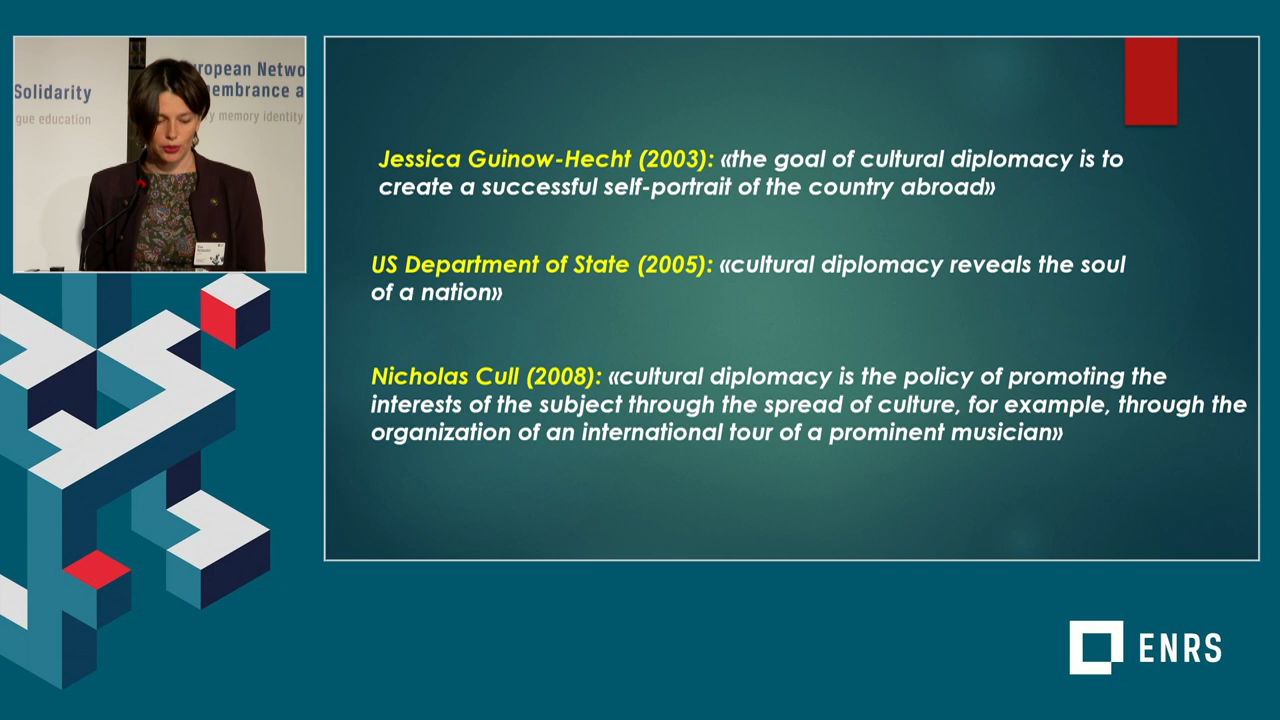 Solidarity
gue education
uropean Netwo
embrance a
y memory identity
Jessica Guinow-Hecht (2003): «the goal of cultural diplomacy is to
create a successful self-portrait of the country abroad»
US Department of State (2005): «cultural diplomacy reveals the soul
of a nation»
Nicholas Cull (2008): «cultural diplomacy is the policy of promoting the
interests of the subject through the spread of culture, for example, through the
organization of an international tour of a prominent musician»
ENRS